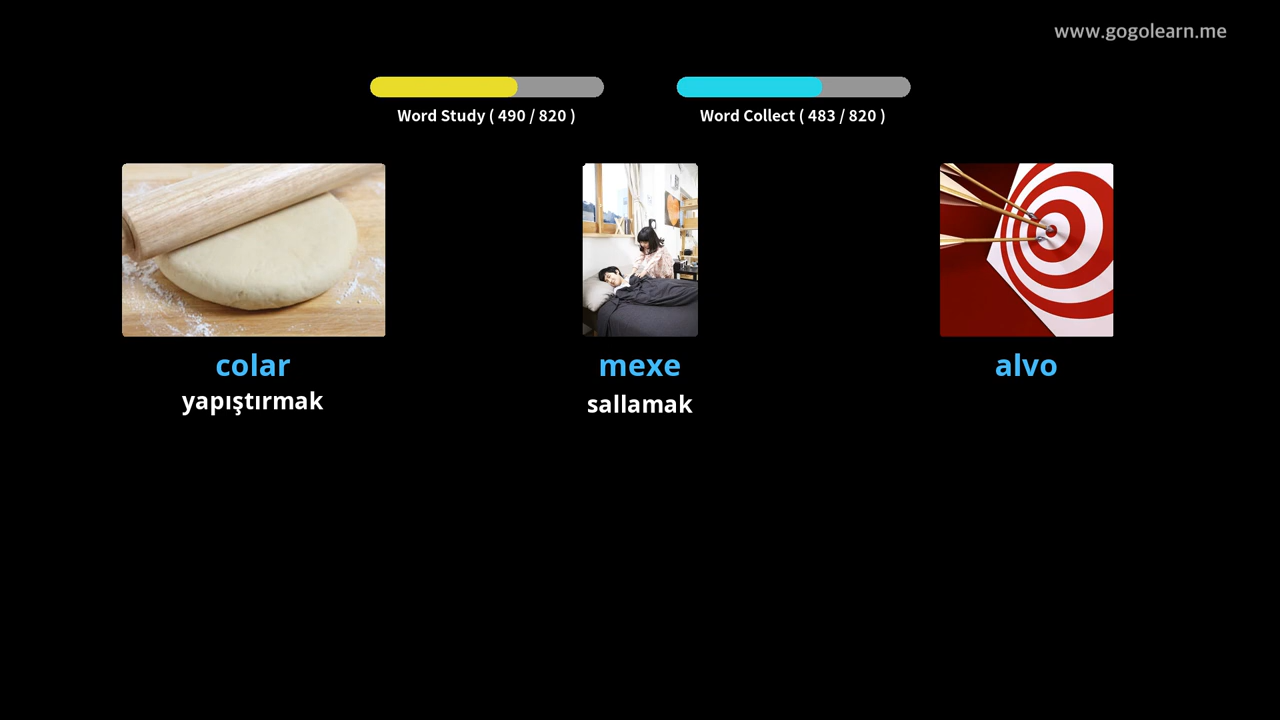 www.gogolearn.me
Word Study ( 490 / 820 )
Word Collect ( 483 / 820 )
colar
mexe
alvo
yapıştırmak
sallamak